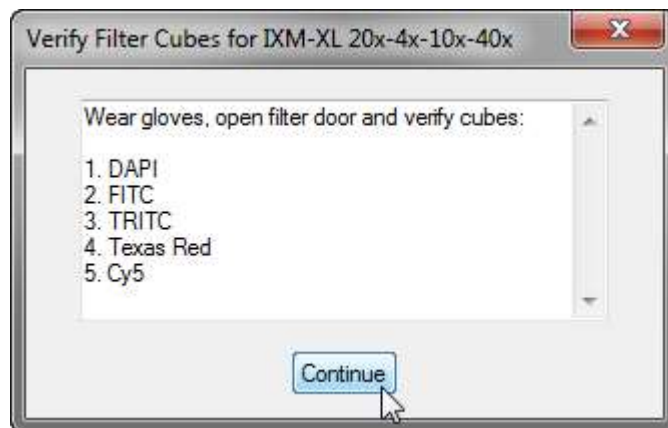 Verify Filter Cubes for IXM-XL 20x-4x-10x-40x
Wear gloves, open filter door and verify cubes:
1. DAPI
2. FITC
3. TRITC
4. Texas Red
5. Cy5
Continue